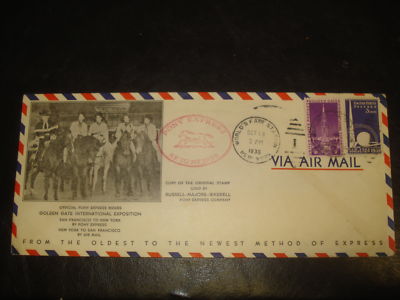 PONY EXPRESS
WORLD'S FAIR STATION
1939
VIA AIR MAIL
COPY OF THE ORIGINAL STAMP
USED BY
RUSSELL-MAJORS-WADDELL
PONY EXPRESS COMPANY
OFFICIAL PONY EXPRESS RIDERS
GOLDEN GATE INTERNATIONAL EXPOSITION
SAN FRANCISCO TO NEW YORK
BY PONY EXPRESS
NEW YORK TO SAN FRANCISCO
BY AIR MAIL
FROM THE OLDEST TO THE NEWEST METHOD OF EXPRESS